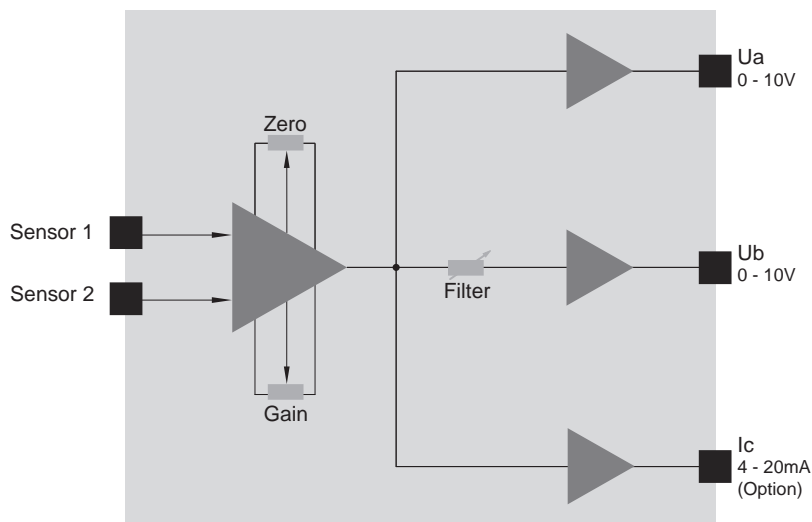 Ua
0 - 10V
Zero
Sensor 1
Sensor 2
Ub
0 - 10V
Filter
Gain
Ic
4 - 20mA
(Option)